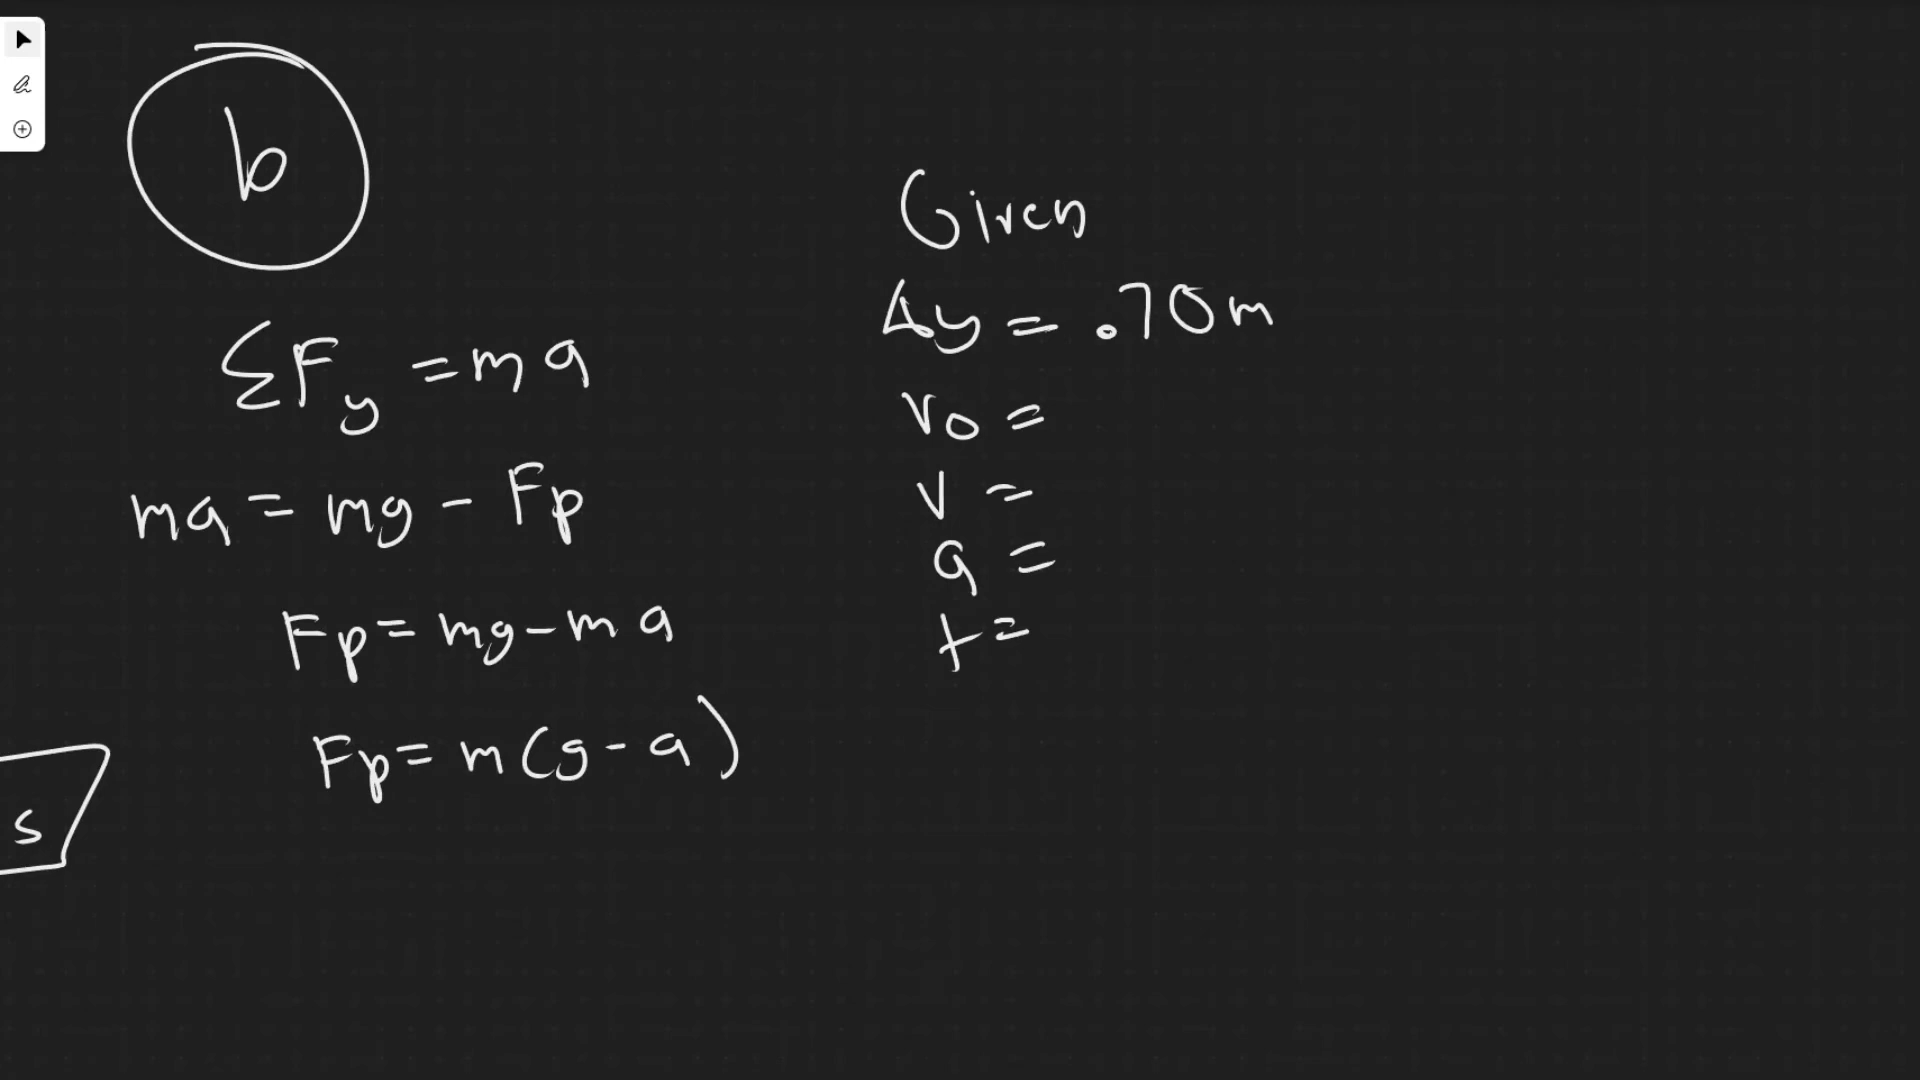 b
ΣFy = ma
ma = mg - Fp
Fp = mg - ma
Fp = m(g - a)
s
Given
Δy = .70m
v0 =
v =
a =
t =